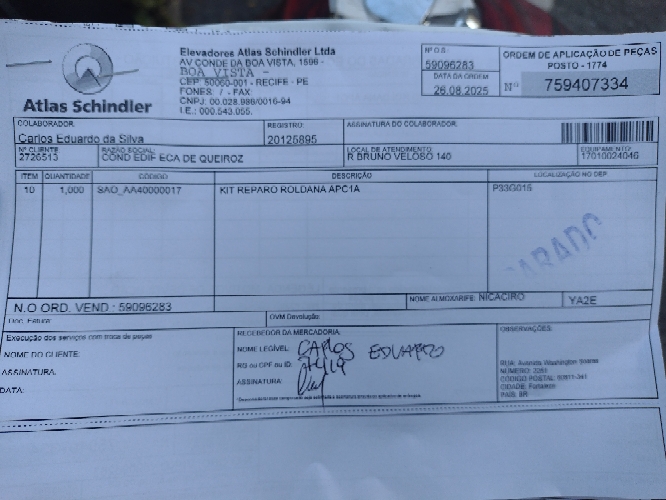 Atlas Schindler
Elevadores Atlas Schindler Ltda
AV CONDE DA BOA VISTA, 1596 -
BOA VISTA -
CEP: 50060-001 - RECIFE - PE
FONES: / - FAX:
CNPJ: 00.028.986/0016-94
I.E.: 000.543.055.
Nº O.S.
59096283
DATA DA ORDEM
26.08.2025
ORDEM DE APLICAÇÃO DE PEÇAS
POSTO - 1774
Nº 759407334
COLABORADOR
Carlos Eduardo da Silva
REGISTRO:
20125895
ASSINATURA DO COLABORADOR
Nº CLIENTE
2726513
RAZÃO SOCIAL:
COND EDIF ECA DE QUEIROZ
LOCAL DE ATENDIMENTO
R BRUNO VELOSO 140
EQUIPAMENTO
17010024046
ITEM QUANTIDADE CÓDIGO DESCRIÇÃO LOCALIZAÇÃO NO DEP
10 1,000 SAO_AA40000017 KIT REPARO ROLDANA APC1A P33G015
PARADO
N.O ORD. VEND.: 59096283
NOME ALMOXARIFE: NICACIRO YA2E
Doc. Fatura:
OVM Devolução:
Execução dos serviços com troca de peças
NOME DO CLIENTE:
ASSINATURA:
DATA:
RECEBEDOR DA MERCADORIA
NOME LEGÍVEL: CARLOS EDUARDO
RG ou CPF ou ID:
ASSINATURA:
OBSERVAÇÕES:
RUA: Avenida Washington Soares
CIDADE: Fortaleza
PAÍS: BR